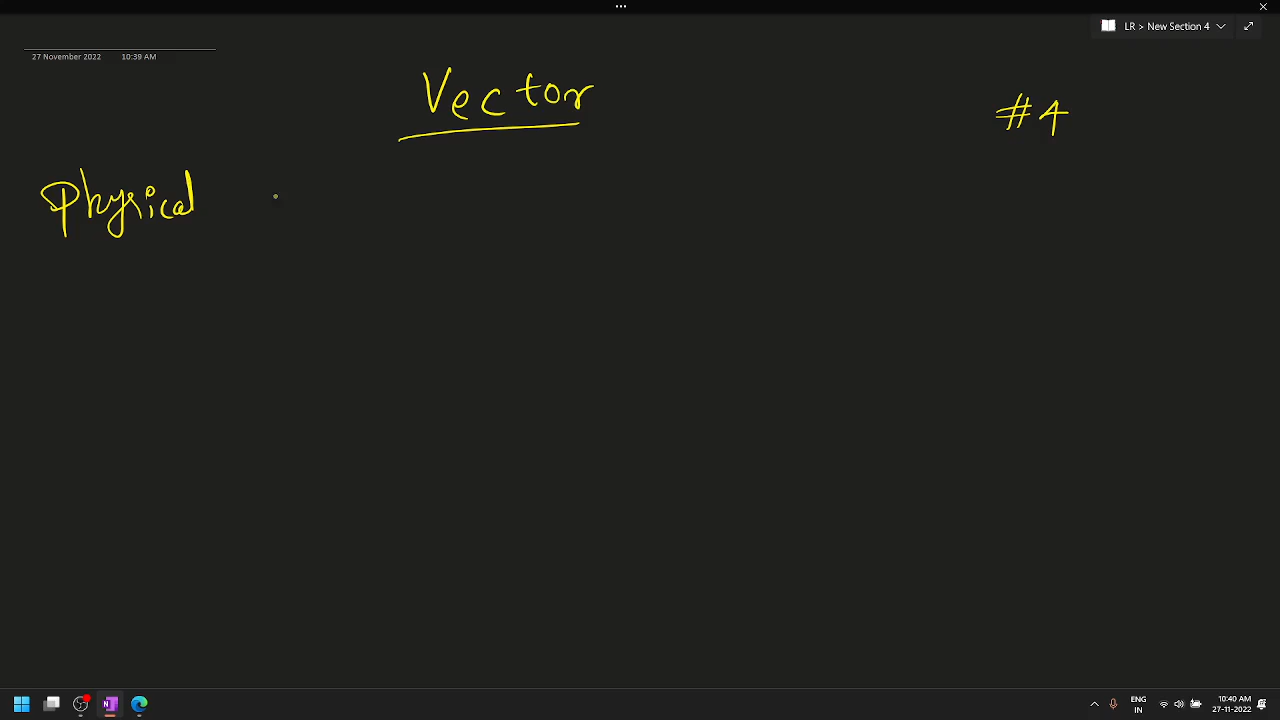 LR > New Section 4
27 November 2022 10:39 AM
Vector
#4
Physical
ENG
IN
10:40 AM
27-11-2022